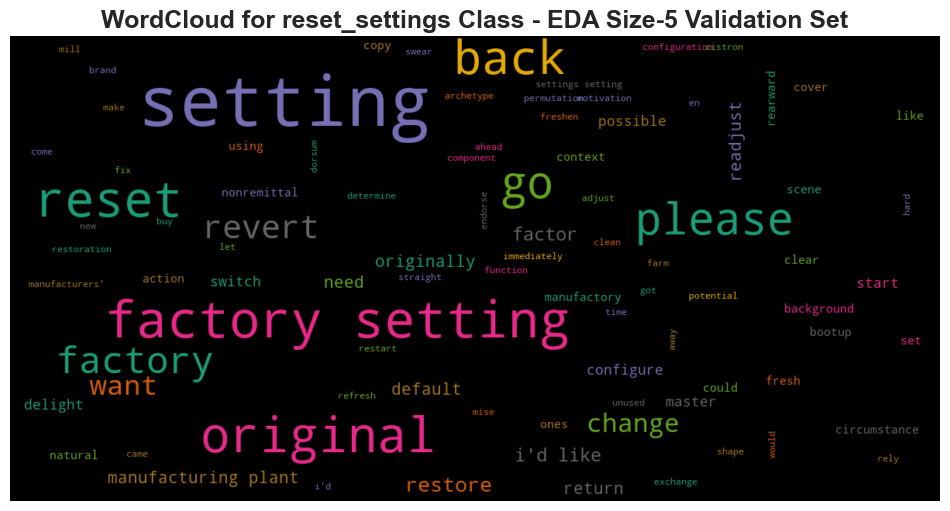 WordCloud for reset_settings Class - EDA Size-5 Validation Set
mill
copy
swear
back
configuration
cistron
brand
setting
settings setting
rearward
cover
make
archetype
permutation
motivation
en
freshen
possible
readjust
like
come
using
dorsum
ahead
component
context
fix
reset
nonremittal
determine
go
adjust
scene
hard
new
buy
revert
endorse
please
let
factor
clean
restoration
originally
immediately
farm
clear
manufacturers'
action
switch
need
straight
function
manufactory
got
potential
start
factory setting
time
background
bootup
away
set
factory
restart
configure
want
default
could
fresh
refresh
unused
master
delight
original
mise
ones
change
circumstance
natural
came
i'd like
shape
would
rely
manufacturing plant
i'd
restore
return
exchange